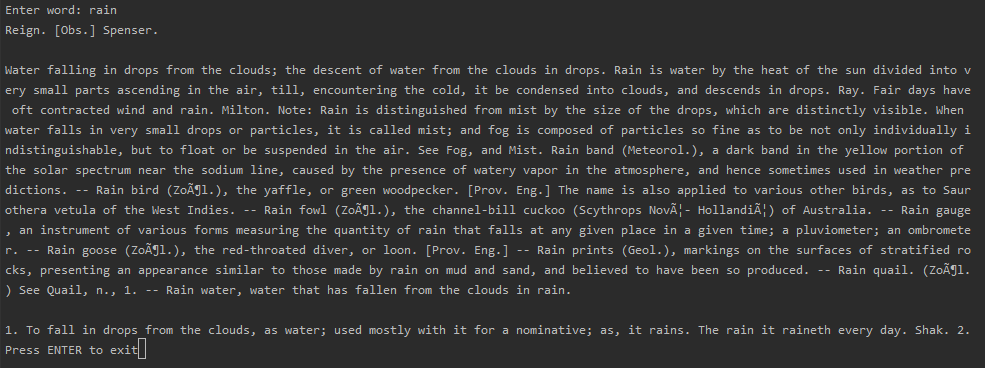 Enter word: rain
Reign. [Obs.] Spenser.
Water falling in drops from the clouds; the descent of water from the clouds in drops. Rain is water by the heat of the sun divided into v
ery small parts ascending in the air, till, encountering the cold, it be condensed into clouds, and descends in drops. Ray. Fair days have
 oft contracted wind and rain. Milton. Note: Rain is distinguished from mist by the size of the drops, which are distinctly visible. When
water falls in very small drops or particles, it is called mist; and fog is composed of particles so fine as to be not only individually i
ndistinguishable, but to float or be suspended in the air. See Fog, and Mist. Rain band (Meteorol.), a dark band in the yellow portion of
the solar spectrum near the sodium line, caused by the presence of watery vapor in the atmosphere, and hence sometimes used in weather pre
dictions. -- Rain bird (ZoÃ¶l.), the yaffle, or green woodpecker. [Prov. Eng.] The name is also applied to various other birds, as to Saur
othera vetula of the West Indies. -- Rain fowl (ZoÃ¶l.), the channel-bill cuckoo (Scythrops NovÃ¦- HollandiÃ¦) of Australia. -- Rain gauge
, an instrument of various forms measuring the quantity of rain that falls at any given place in a given time; a pluviometer; an ombromete
r. -- Rain goose (ZoÃ¶l.), the red-throated diver, or loon. [Prov. Eng.] -- Rain prints (Geol.), markings on the surfaces of stratified ro
cks, presenting an appearance similar to those made by rain on mud and sand, and believed to have been so produced. -- Rain quail. (ZoÃ¶l.
) See Quail, n., 1. -- Rain water, water that has fallen from the clouds in rain.
1. To fall in drops from the clouds, as water; used mostly with it for a nominative; as, it rains. The rain it raineth every day. Shak. 2.
Press ENTER to exit